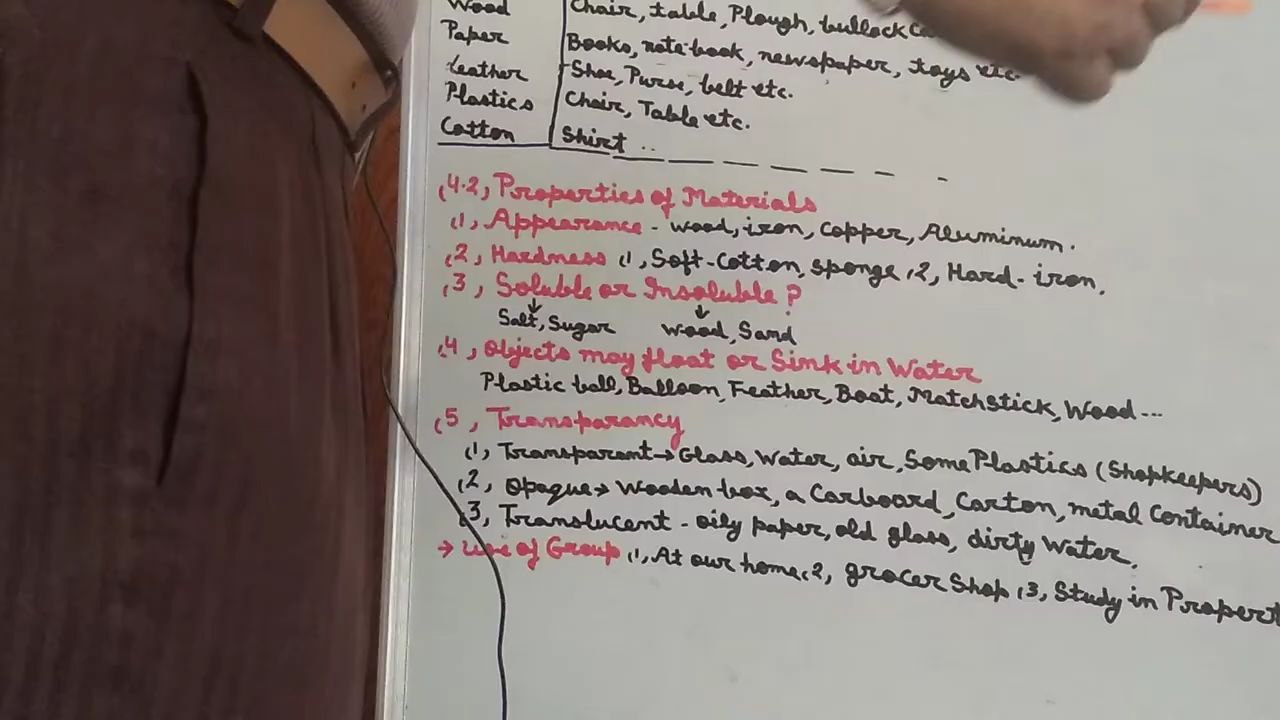 Wood Chair, table, Plough, bullock
Paper Books, note-book, newspaper, toys etc.
Leather Shoe, Purse, belt etc.
Plastics Chair, Table etc.
Cotton Shirt ..
(4.2) Properties of Materials
(1) Appearance - Wood, iron, Copper, Aluminum.
(2) Hardness (1) Soft-Cotton, Sponge (2) Hard- iron,
(3) Soluble or Insoluble?
↓ ↓
Salt, Sugar Wood, Sand
(4) Objects may float or Sink in Water
Plastic ball, Balloon, Feather, Boat, Matchstick, Wood---
(5) Transparancy
(1) Transparent → Glass, Water, air, Some Plastics (Shopkeepers)
(2) Opaque → Wooden box, a Carboard, Carton, metal Container
(3) Translucent - oily paper, old glass, dirty Water,
→ Use of Group (1) At our home (2) grocer Shop (3) Study in Propert